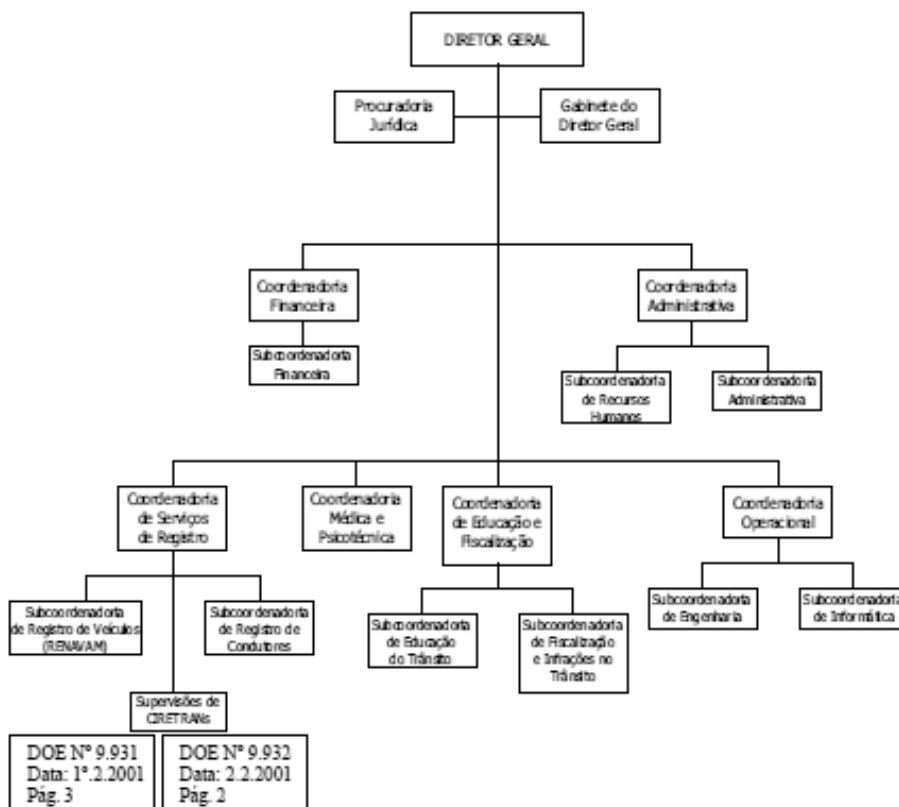 DIRETOR GERAL
Procuradoria
Jurídica
Gabinete do
Diretor Geral
Coordenadoria
Financeira
Coordenadoria
Administrativa
Subcoordenadoria
Financeira
Subcoordenadoria
de Recursos
Humanos
Subcoordenadoria
Administrativa
Coordenadoria
de Serviços
de Registro
Coordenadoria
Médica e
Psicotécnica
Coordenadoria
de Educação e
Fiscalização
Coordenadoria
Operacional
Subcoordenadoria
de Registro de Veículos
(RENAVAM)
Subcoordenadoria
de Registro de
Condutores
Subcoordenadoria
de Educação
do Trânsito
Subcoordenadoria
de Fiscalização
e Infrações no
Trânsito
Subcoordenadoria
de Engenharia
Subcoordenadoria
de Informática
Supervisões de
CIRETRANs
DOE Nº 9.931
Data: 1º.2.2001
Pág. 3
DOE Nº 9.932
Data: 2.2.2001
Pág. 2